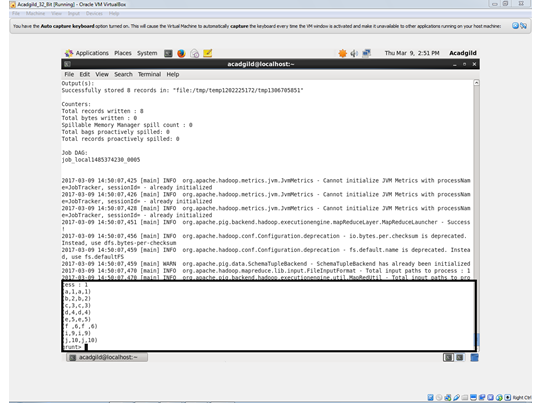 Acadgild_32_Bit [Running] - Oracle VM VirtualBox
File Machine View Input Devices Help
You have the Auto capture keyboard option turned on. This will cause the Virtual Machine to automatically capture the keyboard every time the VM window is activated and make it unavailable to other applications running on your host machine:
Applications Places System Thu Mar 9, 2:51 PM Acadgild
acadgild@localhost:~
File Edit View Search Terminal Help
Output(s):
Successfully stored 8 records in: "file:/tmp/temp1202225172/tmp1306705851"
Counters:
Total records written : 8
Total bytes written : 0
Spillable Memory Manager spill count : 0
Total bags proactively spilled: 0
Total records proactively spilled: 0
Job DAG:
job_local1485374230_0005
2017-03-09 14:50:07,425 [main] INFO org.apache.hadoop.metrics.jvm.JvmMetrics - Cannot initialize JVM Metrics with processNam
e=JobTracker, sessionId= - already initialized
2017-03-09 14:50:07,426 [main] INFO org.apache.hadoop.metrics.jvm.JvmMetrics - Cannot initialize JVM Metrics with processNam
e=JobTracker, sessionId= - already initialized
2017-03-09 14:50:07,428 [main] INFO org.apache.hadoop.metrics.jvm.JvmMetrics - Cannot initialize JVM Metrics with processNam
e=JobTracker, sessionId= - already initialized
2017-03-09 14:50:07,451 [main] INFO org.apache.pig.backend.hadoop.executionengine.mapReduceLayer.MapReduceLauncher - Success
!
2017-03-09 14:50:07,456 [main] INFO org.apache.hadoop.conf.Configuration.deprecation - io.bytes.per.checksum is deprecated.
Instead, use dfs.bytes-per-checksum
2017-03-09 14:50:07,459 [main] INFO org.apache.hadoop.conf.Configuration.deprecation - fs.default.name is deprecated. Instea
d, use fs.defaultFS
2017-03-09 14:50:07,459 [main] WARN org.apache.pig.data.SchemaTupleBackend - SchemaTupleBackend has already been initialized
2017-03-09 14:50:07,470 [main] INFO org.apache.hadoop.mapreduce.lib.input.FileInputFormat - Total input paths to process : 1
2017-03-09 14:50:07,470 [main] INFO org.apache.pig.backend.hadoop.executionengine.util.MapRedUtil - Total input paths to pro
cess : 1
(a,1,a,1)
(b,2,b,2)
(c,3,c,3)
(d,4,d,4)
(e,5,e,5)
(f ,6,f ,6)
(i,9,i,9)
(j,10,j,10)
grunt>
acadgild@localhost:~
Right Ctrl